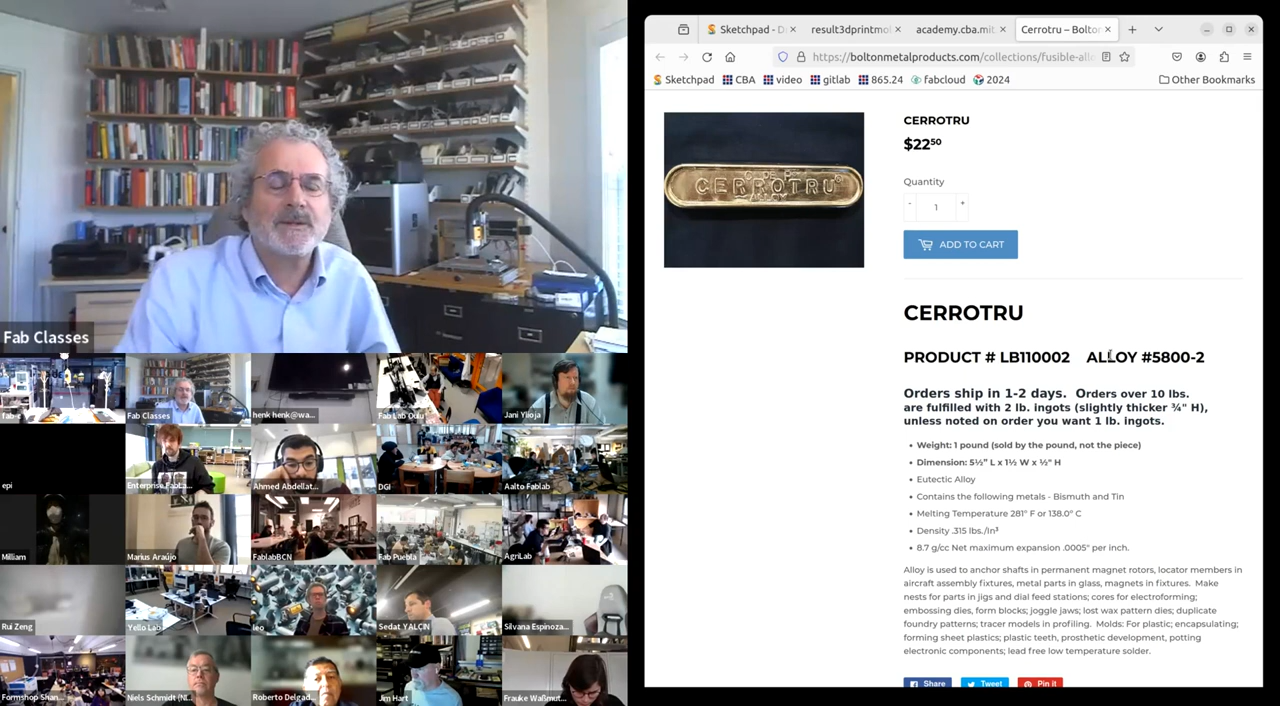 Fab Classes
fab-c
Fab Classes
henk henk@wa...
Fab Lab Oulu
Jani Ylioja
epi
Enterprise FabLa...
Ahmed Abdellat...
DGI
Aalto Fablab
Milliam
Marius Araújo
FablabBCN
Fab Puebla
AgriLab
Rui Zeng
Yello Lab
leo
Sedat YALÇIN
Silvana Espinoza...
Formshop Shan...
Niels Schmidt (NI...
Roberto Delgad...
Jim Hart
Frauke Waßmut...
Sketchpad - D
result3dprintmo
academy.cba.mit
Cerrotru – Bolton
https://boltonmetalproducts.com/collections/fusible-allo
Sketchpad CBA video gitlab 865.24 fabcloud 2024 Other Bookmarks
CERROTRU
ALLOY
CERROTRU
$22⁵⁰
Quantity
- 1 +
ADD TO CART
CERROTRU
PRODUCT # LB110002 ALLOY #5800-2
Orders ship in 1-2 days. Orders over 10 lbs.
are fulfilled with 2 lb. ingots (slightly thicker ¾" H),
unless noted on order you want 1 lb. ingots.
• Weight: 1 pound (sold by the pound, not the piece)
• Dimension: 5½" L x 1½ W x ½" H
• Eutectic Alloy
• Contains the following metals - Bismuth and Tin
• Melting Temperature 281° F or 138.0° C
• Density .315 lbs./In³
• 8.7 g/cc Net maximum expansion .0005" per inch.
Alloy is used to anchor shafts in permanent magnet rotors, locator members in
aircraft assembly fixtures, metal parts in glass, magnets in fixtures. Make
nests for parts in jigs and dial feed stations; cores for electroforming;
embossing dies, form blocks; joggle jaws; lost wax pattern dies; duplicate
foundry patterns; tracer models in profiling. Molds: For plastic; encapsulating;
forming sheet plastics; plastic teeth, prosthetic development, potting
electronic components; lead free low temperature solder.
Share Tweet Pin it